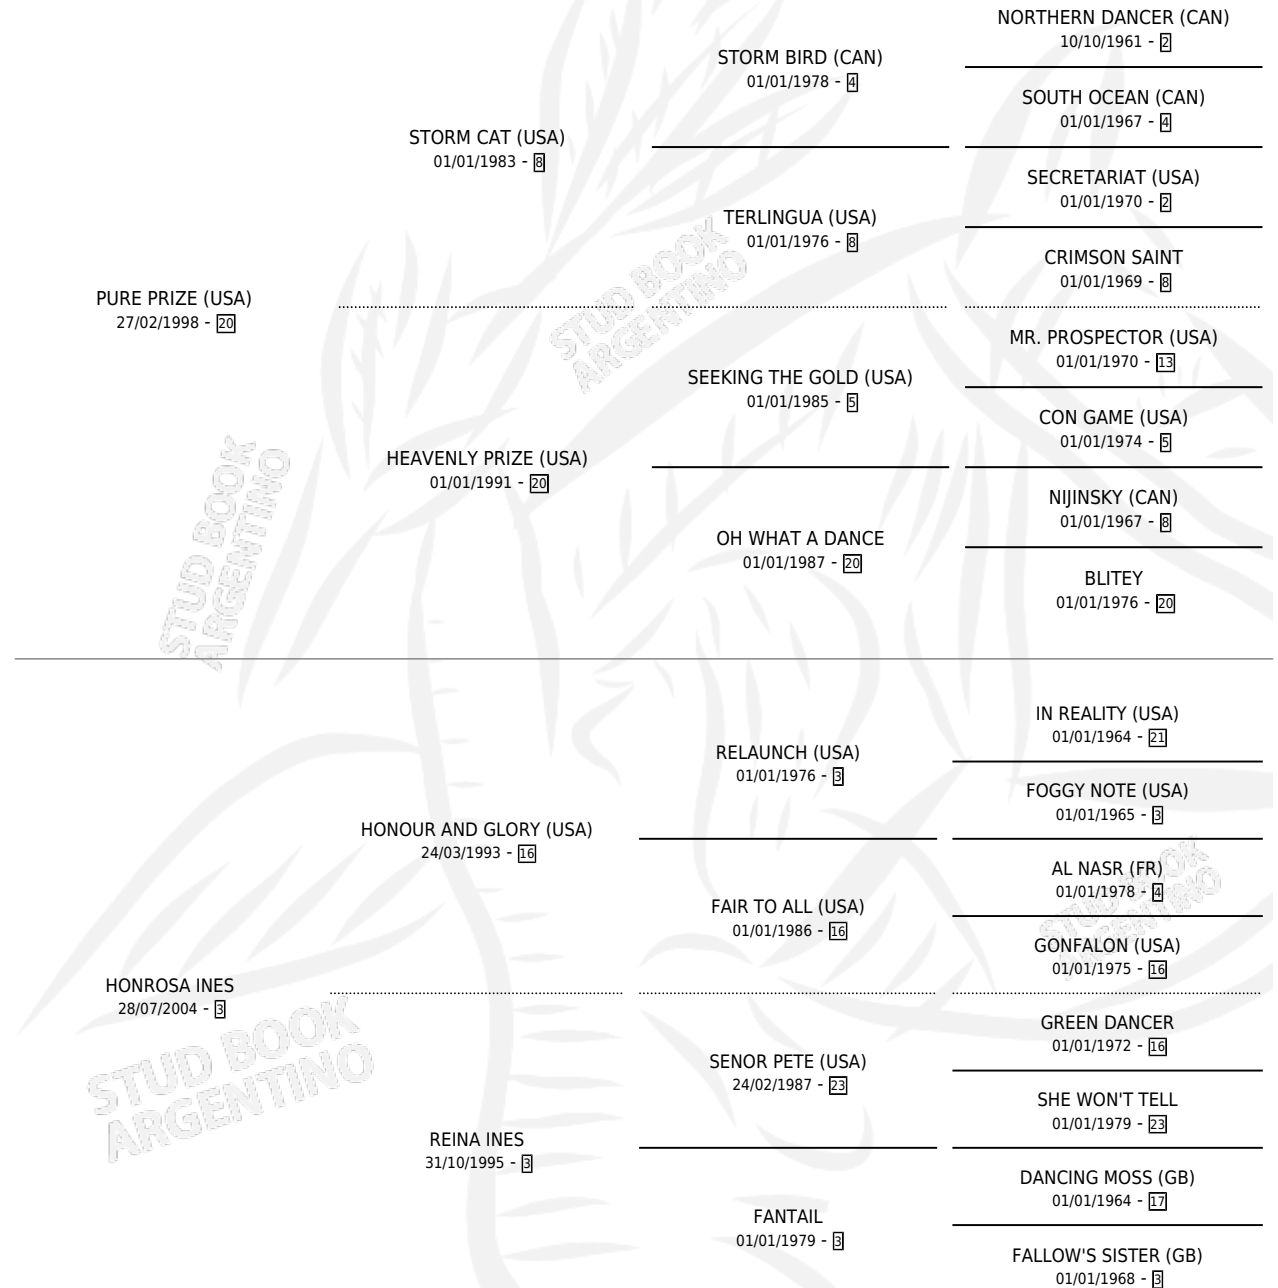 NORTHERN DANCER (CAN)
10/10/1961 - 2
STORM BIRD (CAN)
01/01/1978 - 4
SOUTH OCEAN (CAN)
01/01/1967 - 4
STORM CAT (USA)
01/01/1983 - 8
SECRETARIAT (USA)
01/01/1970 - 2
TERLINGUA (USA)
01/01/1976 - 8
CRIMSON SAINT
01/01/1969 - 8
PURE PRIZE (USA)
27/02/1998 - 20
MR. PROSPECTOR (USA)
01/01/1970 - 13
SEEKING THE GOLD (USA)
01/01/1985 - 5
CON GAME (USA)
01/01/1974 - 5
HEAVENLY PRIZE (USA)
01/01/1991 - 20
NIJINSKY (CAN)
01/01/1967 - 8
OH WHAT A DANCE
01/01/1987 - 20
BLITEY
01/01/1976 - 20
IN REALITY (USA)
01/01/1964 - 21
RELAUNCH (USA)
01/01/1976 - 3
FOGGY NOTE (USA)
01/01/1965 - 3
HONOUR AND GLORY (USA)
24/03/1993 - 16
AL NASR (FR)
01/01/1978 - 4
FAIR TO ALL (USA)
01/01/1986 - 16
GONFALON (USA)
01/01/1975 - 16
HONROSA INES
28/07/2004 - 3
GREEN DANCER
01/01/1972 - 16
SENOR PETE (USA)
24/02/1987 - 23
SHE WON'T TELL
01/01/1979 - 23
REINA INES
31/10/1995 - 3
DANCING MOSS (GB)
01/01/1964 - 17
FANTAIL
01/01/1979 - 3
FALLOW'S SISTER (GB)
01/01/1968 - 3
STUD BOOK
ARGENTINO
STUD BOOK
ARGENTINO
STUD BOOK
ARGENTINO
STUD BOOK
ARGENTINO